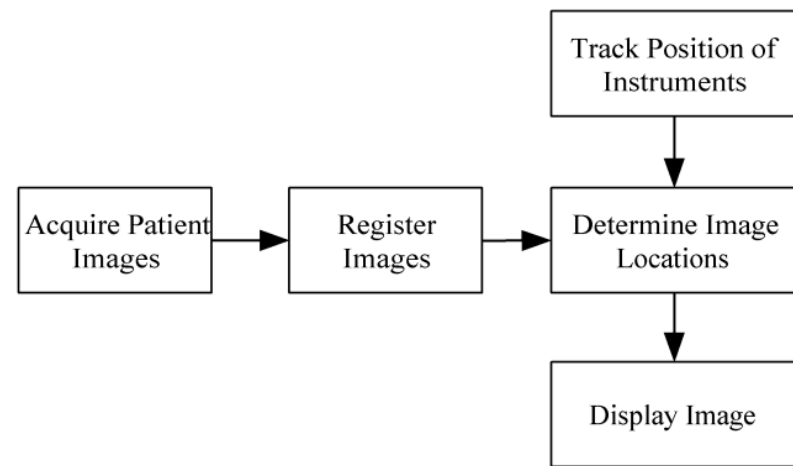 Track Position of
Instruments
Acquire Patient
Images
Register
Images
Determine Image
Locations
Display Image